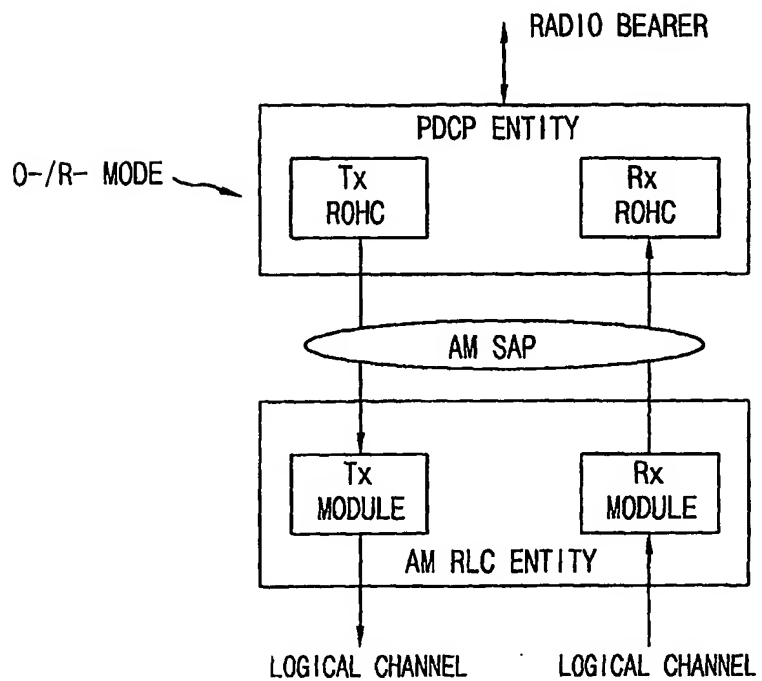 RADIO BEARER
PDCP ENTITY
O-/R- MODE
Tx
ROHC
Rx
ROHC
AM SAP
Tx
MODULE
Rx
MODULE
AM RLC ENTITY
LOGICAL CHANNEL
LOGICAL CHANNEL